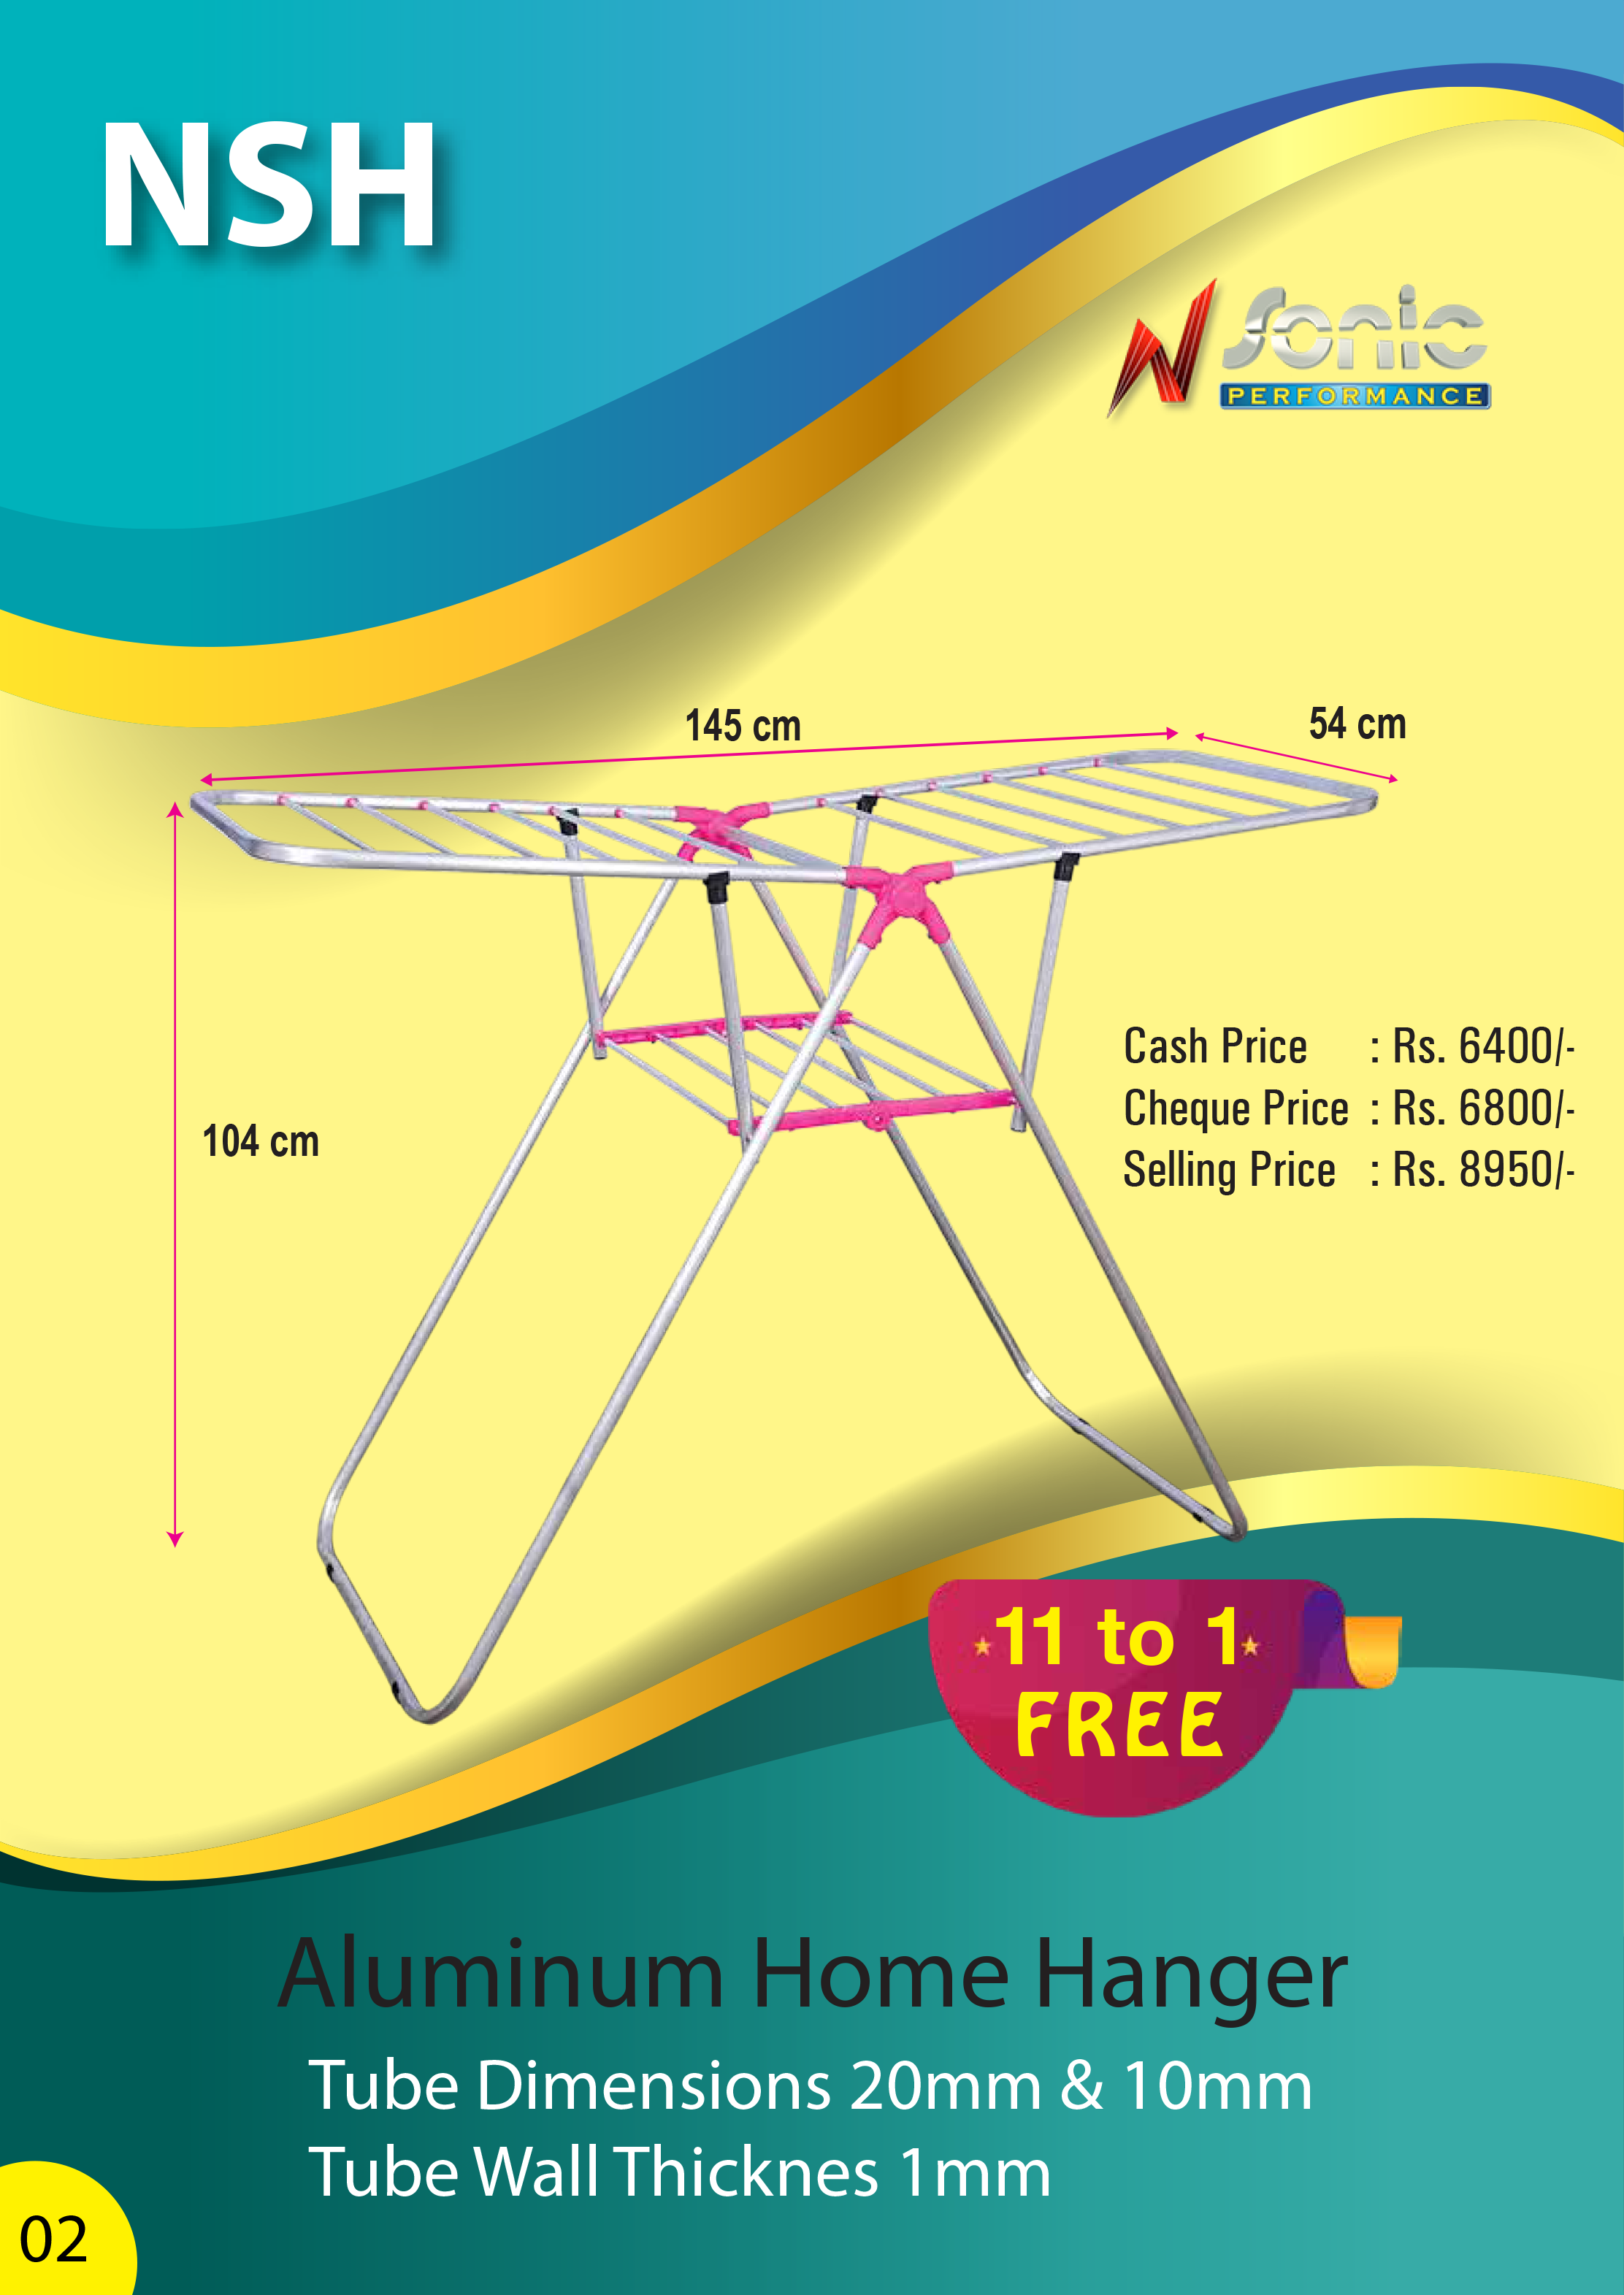 NSH
N Sonic
PERFORMANCE
145 cm
54 cm
104 cm
Cash Price : Rs. 6400/-
Cheque Price : Rs. 6800/-
Selling Price : Rs. 8950/-
11 to 1
FREE
Aluminum Home Hanger
Tube Dimensions 20mm & 10mm
Tube Wall Thicknes 1mm
02